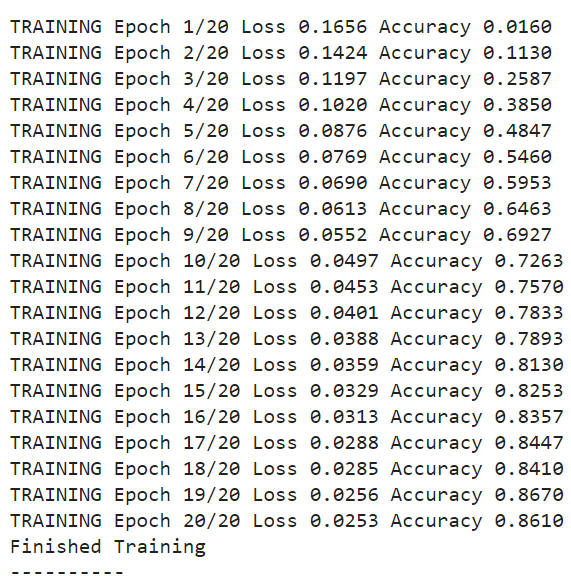 TRAINING Epoch 1/20 Loss 0.1656 Accuracy 0.0160
TRAINING Epoch 2/20 Loss 0.1424 Accuracy 0.1130
TRAINING Epoch 3/20 Loss 0.1197 Accuracy 0.2587
TRAINING Epoch 4/20 Loss 0.1020 Accuracy 0.3850
TRAINING Epoch 5/20 Loss 0.0876 Accuracy 0.4847
TRAINING Epoch 6/20 Loss 0.0769 Accuracy 0.5460
TRAINING Epoch 7/20 Loss 0.0690 Accuracy 0.5953
TRAINING Epoch 8/20 Loss 0.0613 Accuracy 0.6463
TRAINING Epoch 9/20 Loss 0.0552 Accuracy 0.6927
TRAINING Epoch 10/20 Loss 0.0497 Accuracy 0.7263
TRAINING Epoch 11/20 Loss 0.0453 Accuracy 0.7570
TRAINING Epoch 12/20 Loss 0.0401 Accuracy 0.7833
TRAINING Epoch 13/20 Loss 0.0388 Accuracy 0.7893
TRAINING Epoch 14/20 Loss 0.0359 Accuracy 0.8130
TRAINING Epoch 15/20 Loss 0.0329 Accuracy 0.8253
TRAINING Epoch 16/20 Loss 0.0313 Accuracy 0.8357
TRAINING Epoch 17/20 Loss 0.0288 Accuracy 0.8447
TRAINING Epoch 18/20 Loss 0.0285 Accuracy 0.8410
TRAINING Epoch 19/20 Loss 0.0256 Accuracy 0.8670
TRAINING Epoch 20/20 Loss 0.0253 Accuracy 0.8610
Finished Training
----------